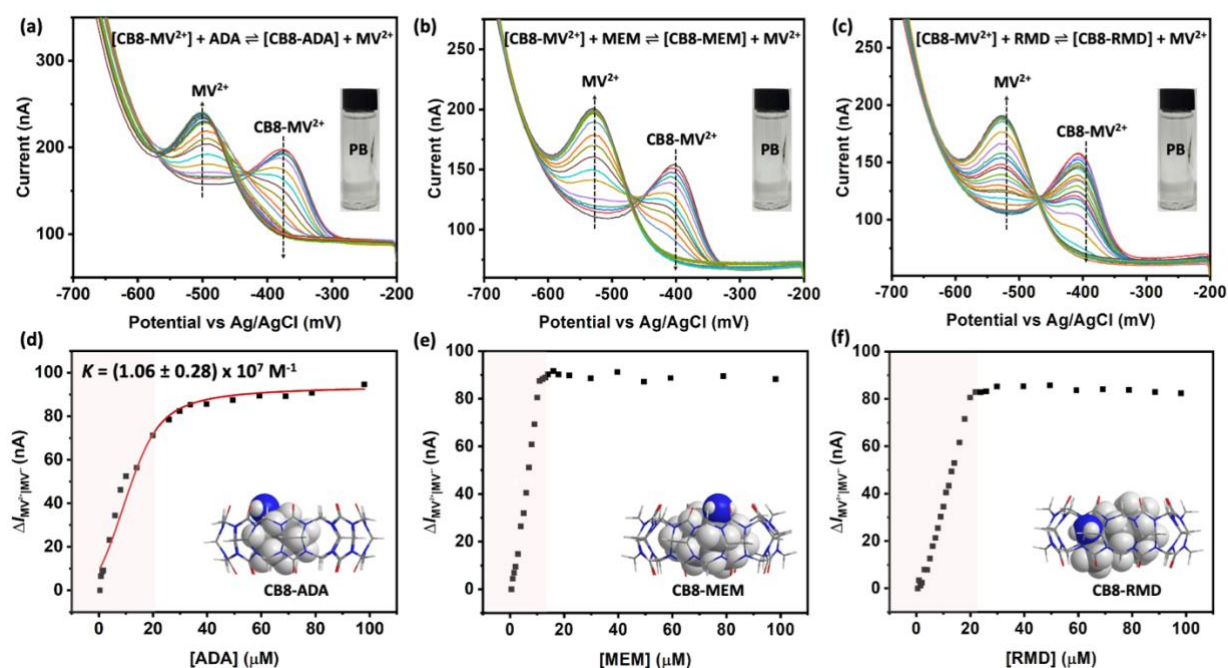 (a)
[CB8-MV²⁺] + ADA ⇌ [CB8-ADA] + MV²⁺
MV²⁺
CB8-MV²⁺
PB
350
300
250
200
150
100
Current (nA)
-700 -600 -500 -400 -300 -200
Potential vs Ag/AgCl (mV)
(b)
[CB8-MV²⁺] + MEM ⇌ [CB8-MEM] + MV²⁺
MV²⁺
CB8-MV²⁺
PB
250
200
150
100
Current (nA)
-700 -600 -500 -400 -300 -200
Potential vs Ag/AgCl (mV)
(c)
[CB8-MV²⁺] + RMD ⇌ [CB8-RMD] + MV²⁺
MV²⁺
CB8-MV²⁺
PB
250
200
150
100
Current (nA)
-700 -600 -500 -400 -300 -200
Potential vs Ag/AgCl (mV)
(d)
K = (1.06 ± 0.28) x 10⁷ M⁻¹
100
80
60
40
20
0
0 20 40 60 80 100
CB8-ADA
[ADA] (μM)
(e)
100
80
60
40
20
0
0 20 40 60 80 100
CB8-MEM
[MEM] (μM)
(f)
100
80
60
40
20
0
0 20 40 60 80 100
CB8-RMD
[RMD] (μM)